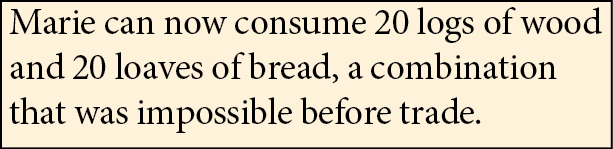 Marie can now consume 20 logs of wood
and 20 loaves of bread, a combination
that was impossible before trade.